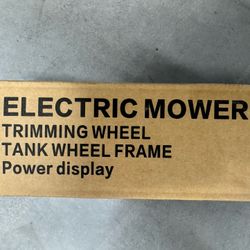 ELECTRIC MOWER
TRIMMING WHEEL
TANK WHEEL FRAME
Power display